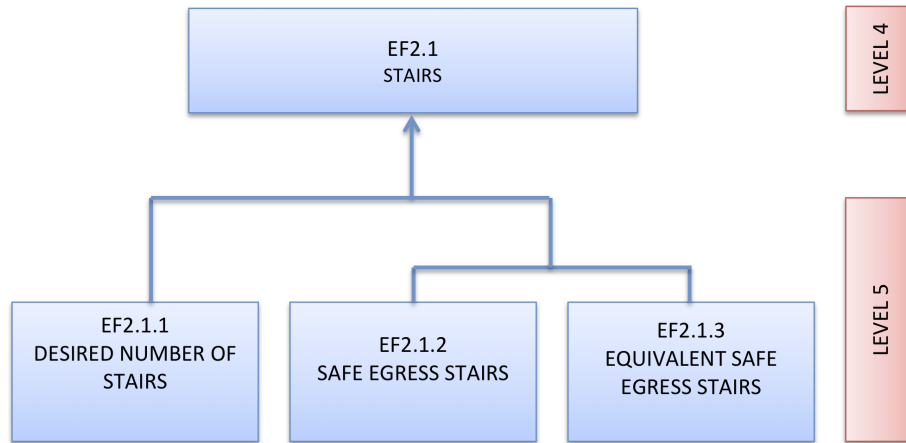 EF2.1
STAIRS
LEVEL 4
EF2.1.1
DESIRED NUMBER OF
STAIRS
EF2.1.2
SAFE EGRESS STAIRS
EF2.1.3
EQUIVALENT SAFE
EGRESS STAIRS
LEVEL 5